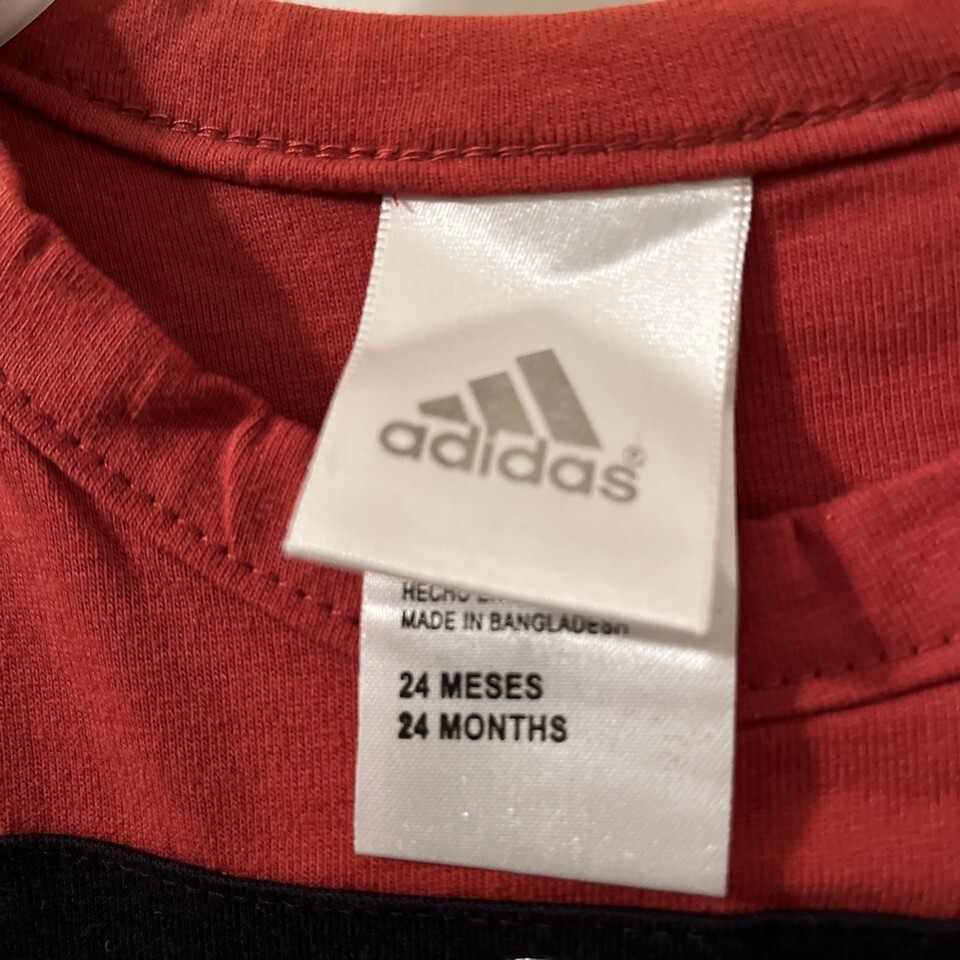 adidas®
HECHO
MADE IN BANGLADESH
24 MESES
24 MONTHS